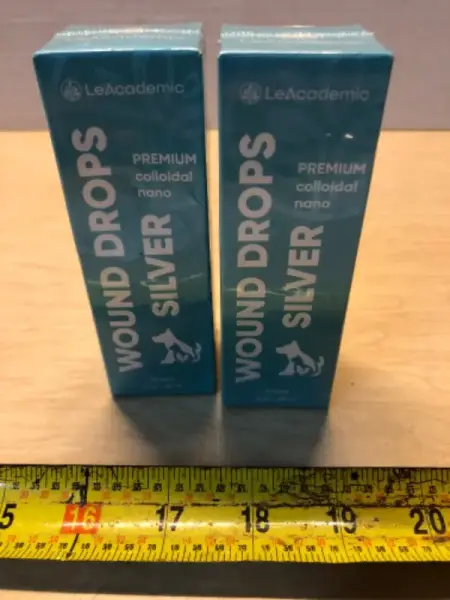 LeAcademic
PREMIUM
colloidal
nano
WOUND DROPS
SILVER
LeAcademic
PREMIUM
colloidal
nano
WOUND DROPS
SILVER
5 16 17 18 19 20